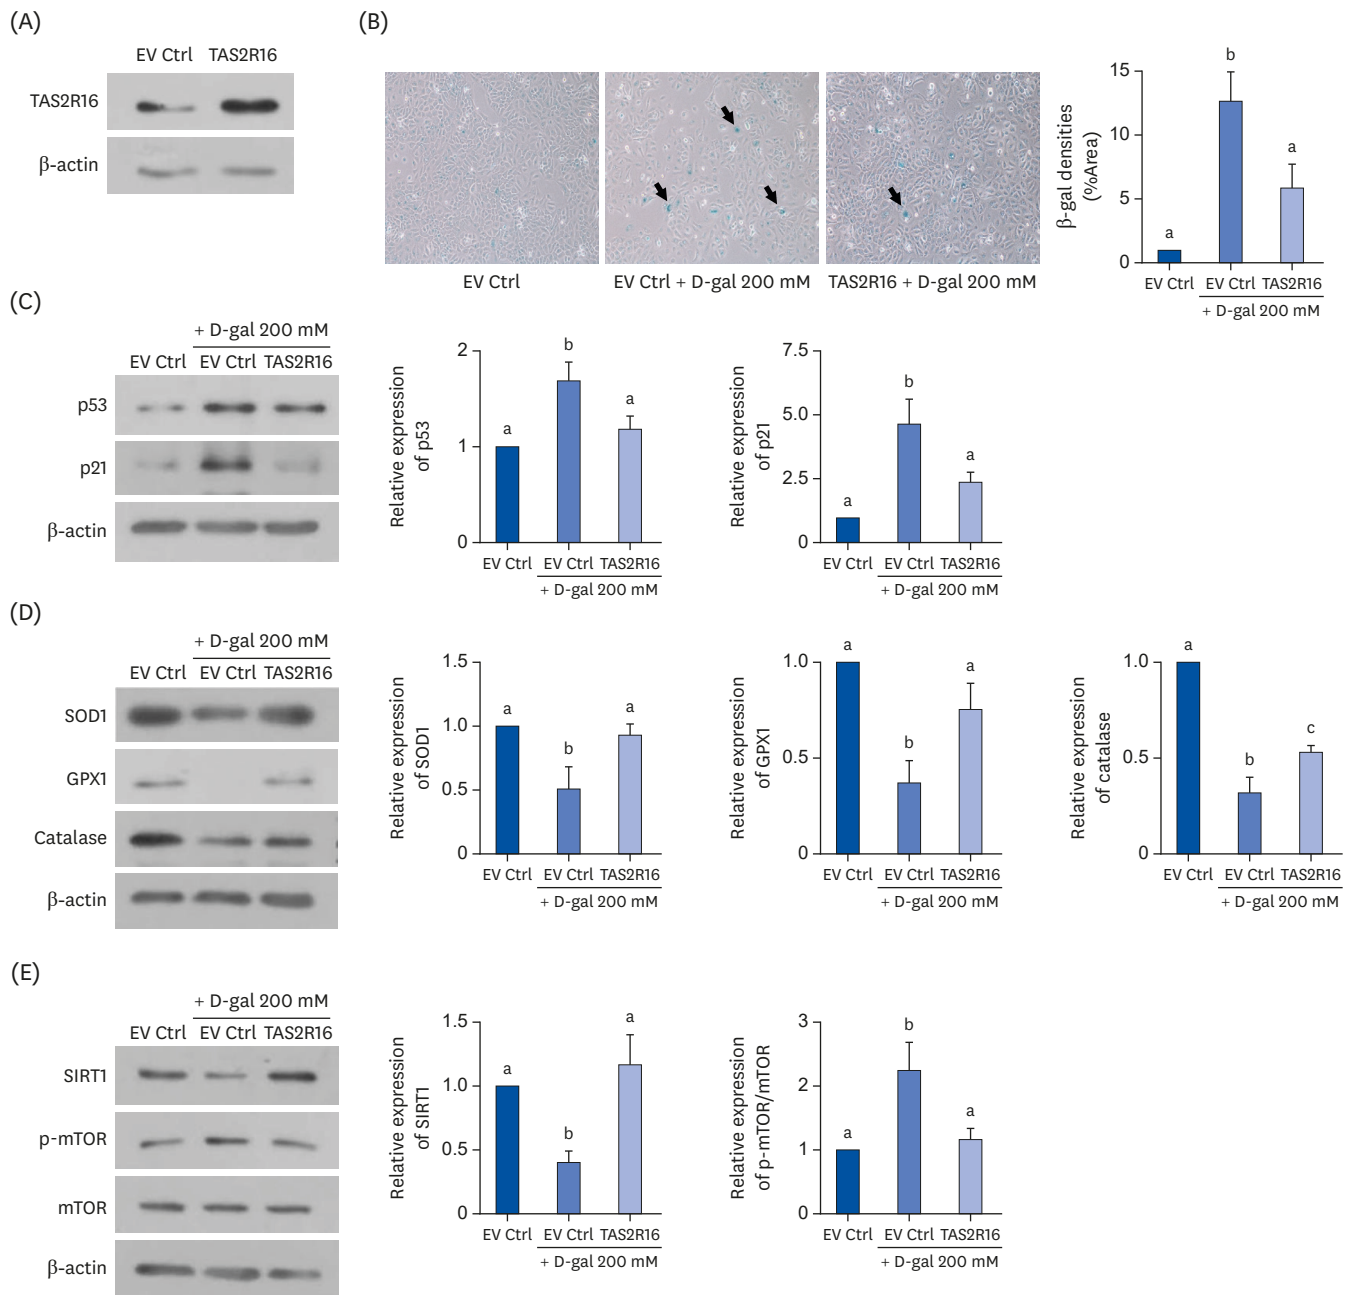 (A)
EV Ctrl TAS2R16
TAS2R16
β-actin
(B)
EV Ctrl
EV Ctrl + D-gal 200 mM
TAS2R16 + D-gal 200 mM
β-gal densities
(%Area)
15
10
5
0
a
b
a
EV Ctrl EV Ctrl TAS2R16
+ D-gal 200 mM
(C)
+ D-gal 200 mM
EV Ctrl EV Ctrl TAS2R16
p53
p21
β-actin
Relative expression
of p53
2
1
0
a
b
a
EV Ctrl EV Ctrl TAS2R16
+ D-gal 200 mM
Relative expression
of p21
7.5
5.0
2.5
0
a
b
a
EV Ctrl EV Ctrl TAS2R16
+ D-gal 200 mM
(D)
+ D-gal 200 mM
EV Ctrl EV Ctrl TAS2R16
SOD1
GPX1
Catalase
β-actin
Relative expression
of SOD1
1.5
1.0
0.5
0
a
b
a
EV Ctrl EV Ctrl TAS2R16
+ D-gal 200 mM
Relative expression
of GPX1
1.0
0.5
0
a
b
a
EV Ctrl EV Ctrl TAS2R16
+ D-gal 200 mM
Relative expression
of catalase
1.0
0.5
0
a
b
c
EV Ctrl EV Ctrl TAS2R16
+ D-gal 200 mM
(E)
+ D-gal 200 mM
EV Ctrl EV Ctrl TAS2R16
SIRT1
p-mTOR
mTOR
β-actin
Relative expression
of SIRT1
1.5
1.0
0.5
0
a
b
a
EV Ctrl EV Ctrl TAS2R16
+ D-gal 200 mM
Relative expression
of p-mTOR/mTOR
3
2
1
0
a
b
a
EV Ctrl EV Ctrl TAS2R16
+ D-gal 200 mM